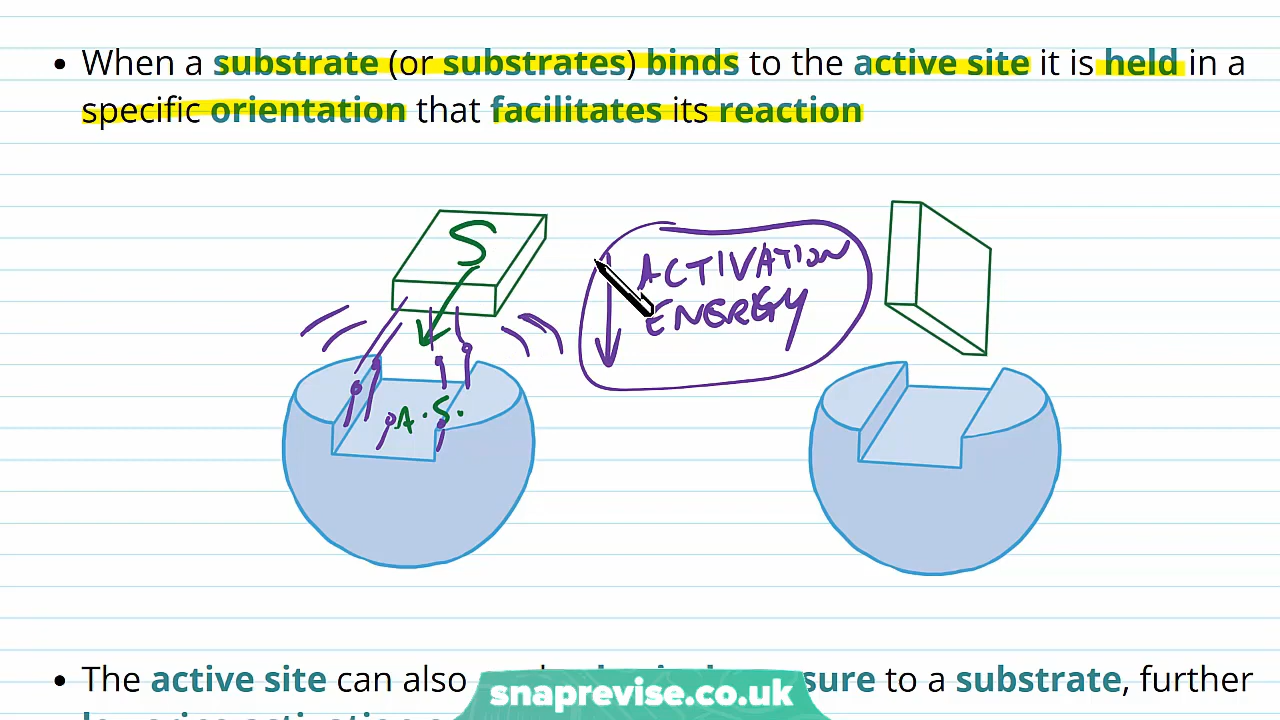 • When a substrate (or substrates) binds to the active site it is held in a
specific orientation that facilitates its reaction
S
ACTIVATION
ENERGY
A.S.
• The active site can also
sure to a substrate, further
snaprevise.co.uk